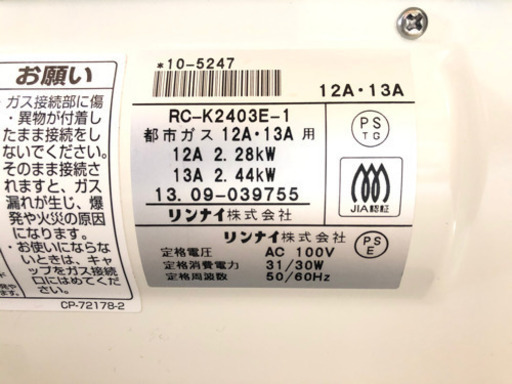 お願い
・ガス接続部に傷
・異物が付着し
たまま接続をし
ないでください。
そのまま接続さ
れますと、ガス
漏れが生じ、爆
発や火災の原因
になります。
・お使いにならな
いときは、キャ
ップをガス接続
口にはめてくだ
さい。
CP-72178-2
*10-5247
12A・13A
RC-K2403E-1
都市ガス 12A・13A 用
12A 2.28kW
13A 2.44kW
13.09-039755
リンナイ株式会社
PS
TG
JIA認証
リンナイ株式会社
PS
E
定格電圧 AC 100V
定格消費電力 31/30W
定格周波数 50/60Hz